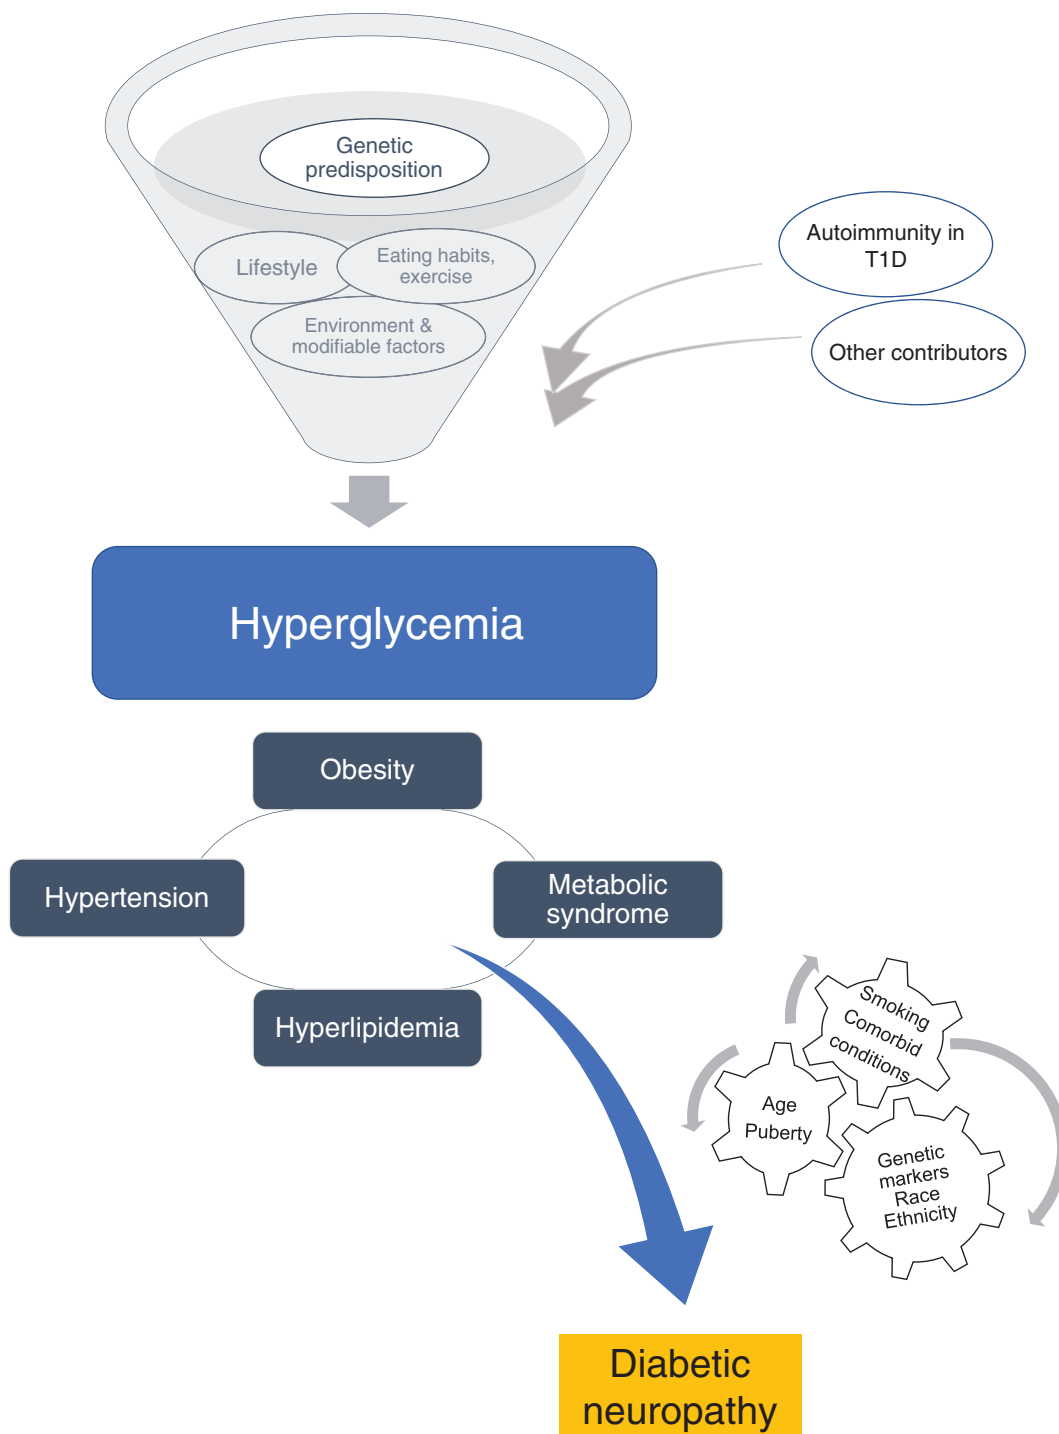 Genetic
predisposition
Lifestyle
Eating habits,
exercise
Environment &
modifiable factors
Autoimmunity in
T1D
Other contributors
Hyperglycemia
Obesity
Hypertension
Metabolic
syndrome
Hyperlipidemia
Smoking
Comorbid
conditions
Age
Puberty
Genetic
markers
Race
Ethnicity
Diabetic
neuropathy